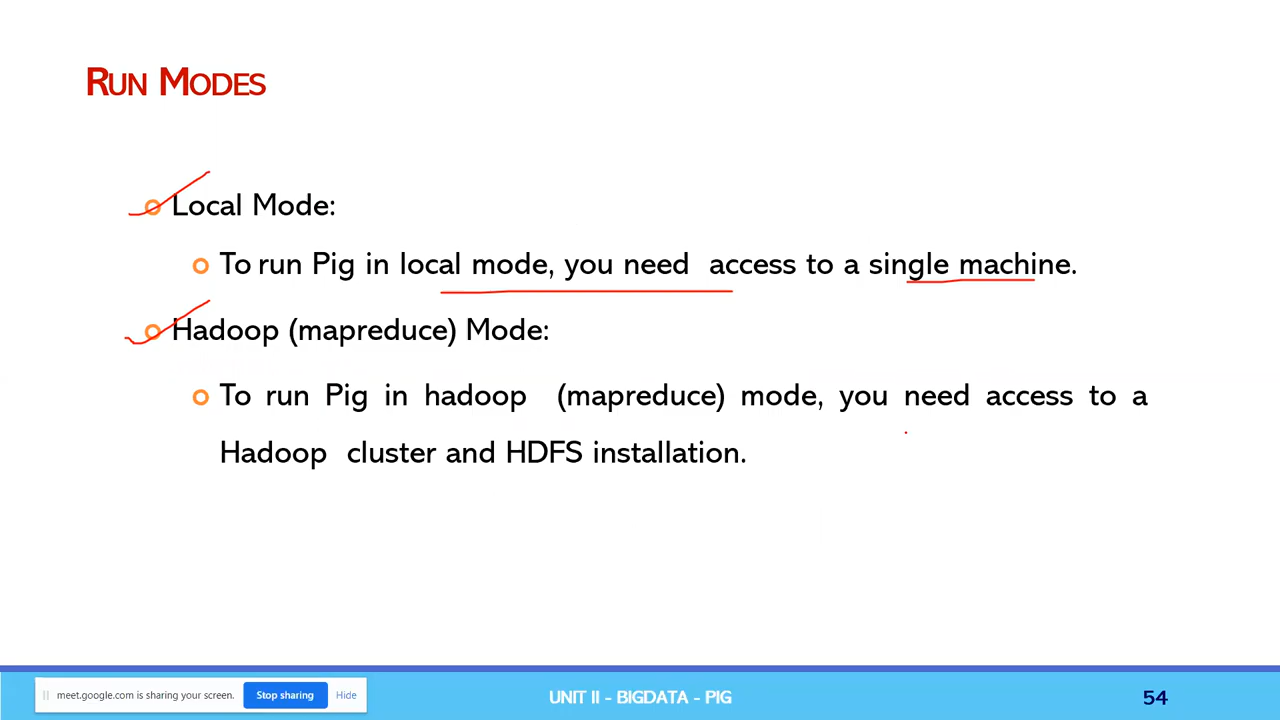 RUN MODES
Local Mode:
To run Pig in local mode, you need access to a single machine.
Hadoop (mapreduce) Mode:
To run Pig in hadoop (mapreduce) mode, you need access to a
Hadoop cluster and HDFS installation.
meet.google.com is sharing your screen. Stop sharing Hide
UNIT II - BIGDATA - PIG
54